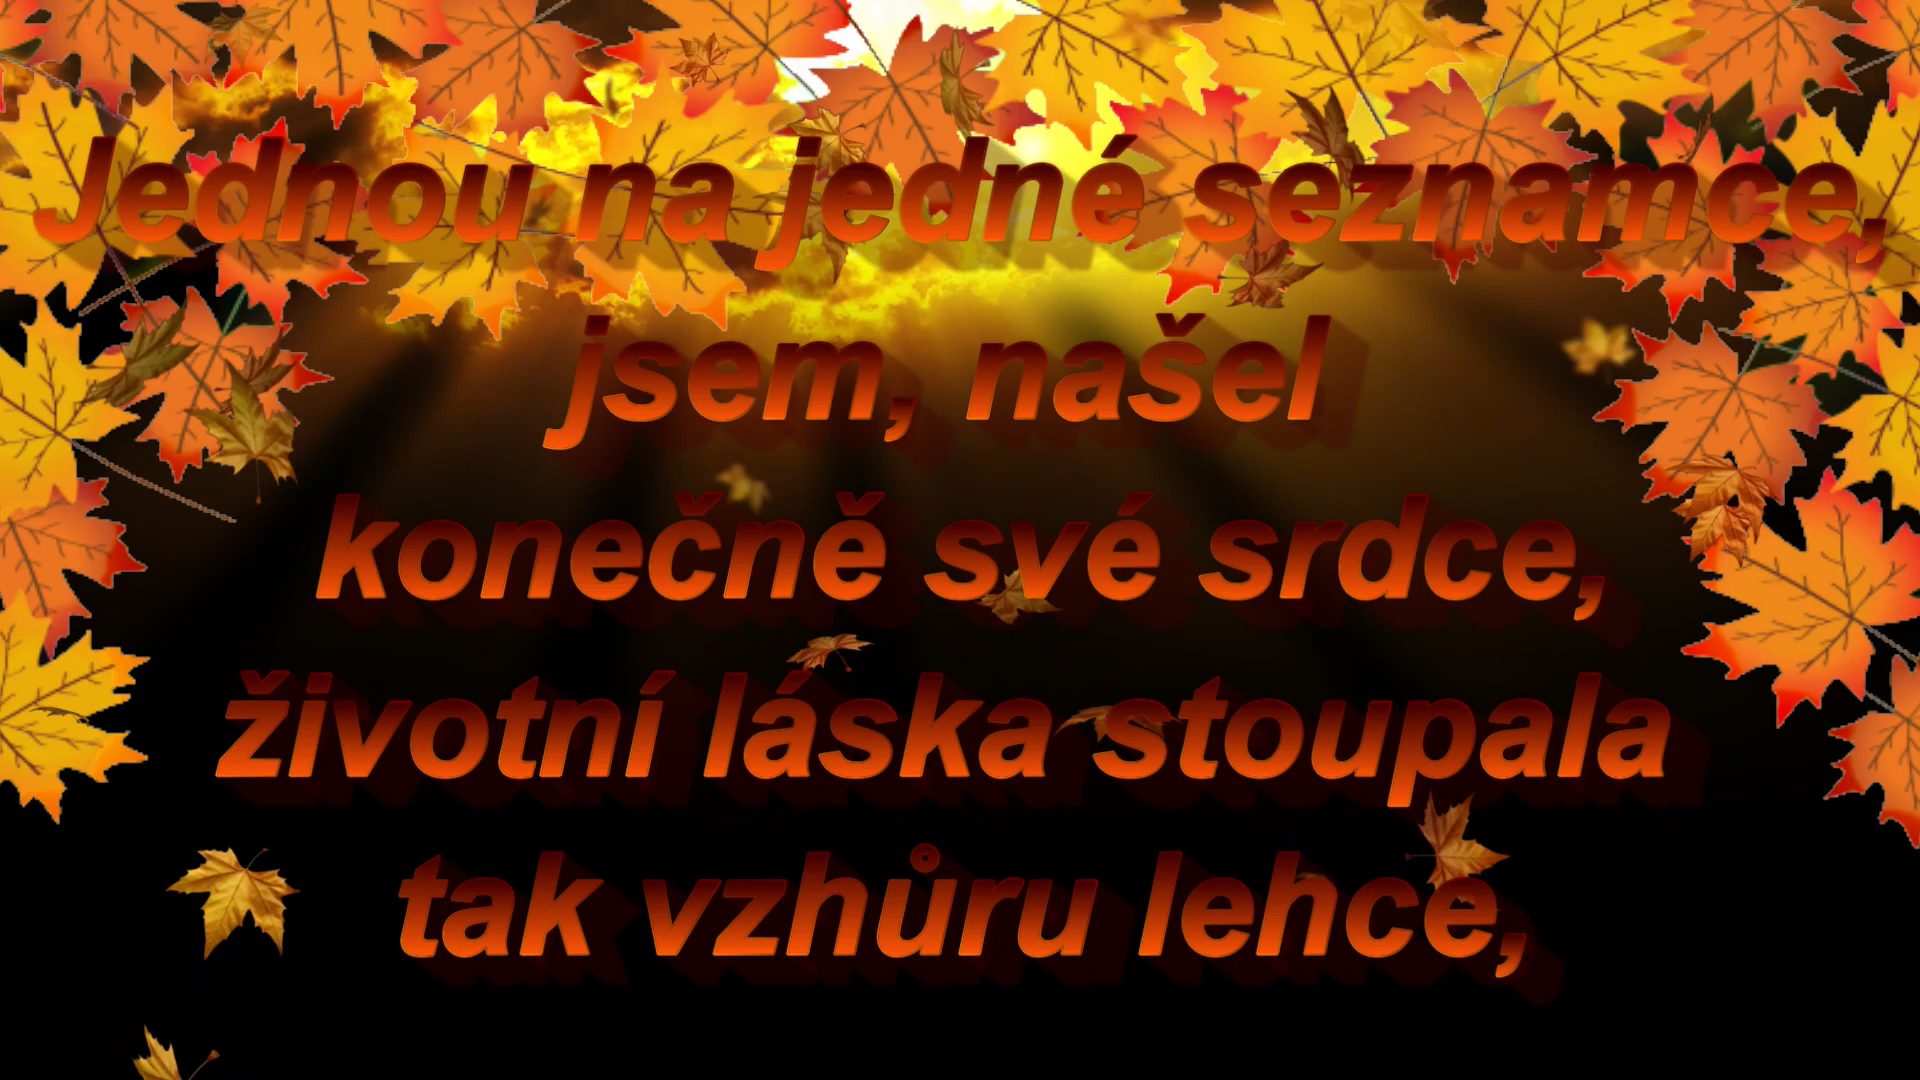 Jednou na jedné seznamce,
jsem, našel
konečně své srdce,
životní láska stoupala
tak vzhůru lehce,